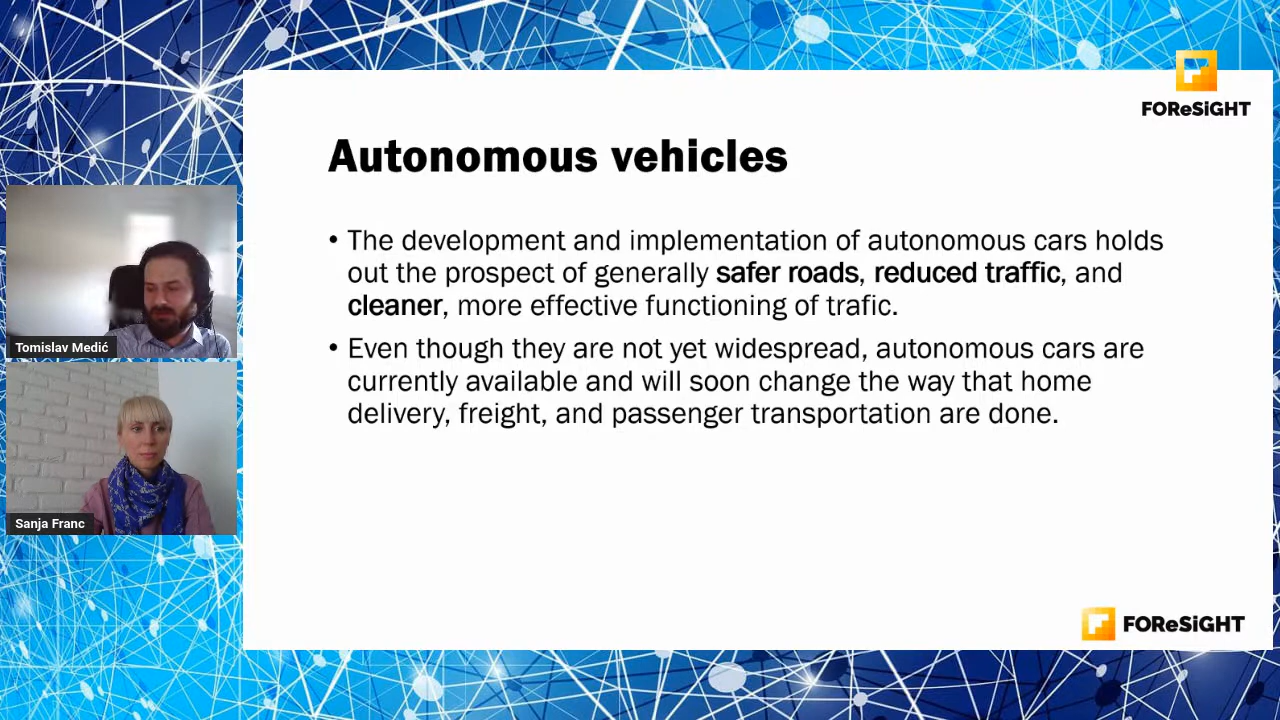 FOReSiGHT
Autonomous vehicles
• The development and implementation of autonomous cars holds
out the prospect of generally safer roads, reduced traffic, and
cleaner, more effective functioning of trafic.
• Even though they are not yet widespread, autonomous cars are
currently available and will soon change the way that home
delivery, freight, and passenger transportation are done.
Tomislav Medić
Sanja Franc
FOReSiGHT